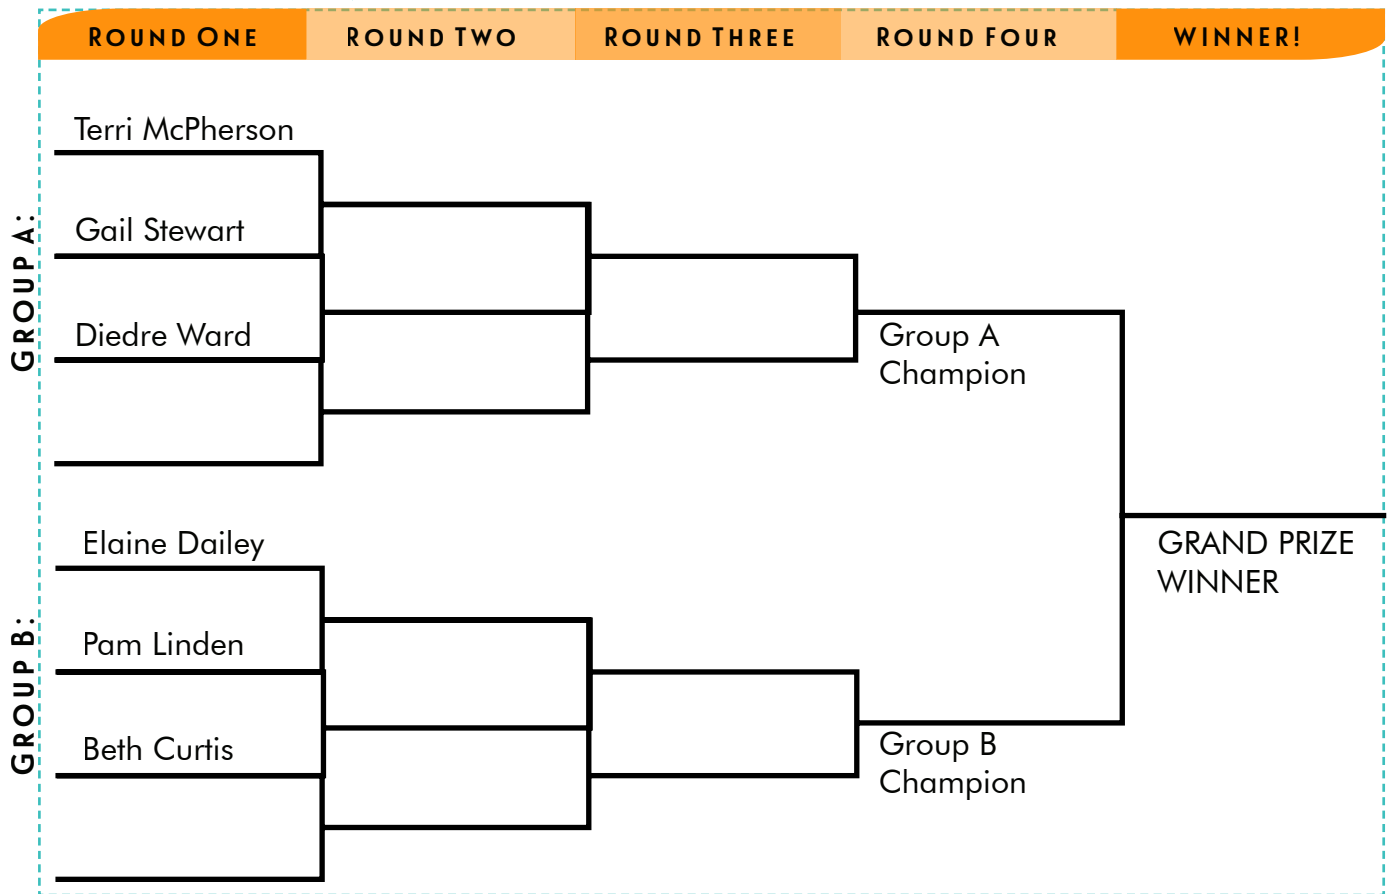 ROUND ONE
ROUND TWO
ROUND THREE
ROUND FOUR
WINNER!
GROUP A:
Terri McPherson
Gail Stewart
Diedre Ward
Group A
Champion
GROUP B:
Elaine Dailey
Pam Linden
Beth Curtis
Group B
Champion
GRAND PRIZE
WINNER